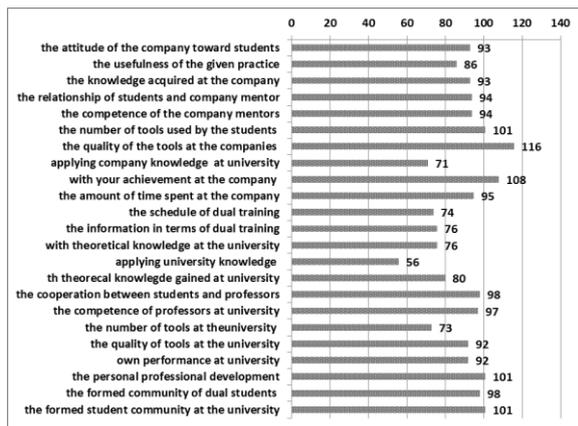 0 20 40 60 80 100 120 140
the attitude of the company toward students 93
the usefulness of the given practice 86
the knowledge acquired at the company 93
the relationship of students and company mentor 94
the competence of the company mentors 94
the number of tools used by the students 101
the quality of the tools at the companies 116
applying company knowledge at university 71
with your achievement at the company 108
the amount of time spent at the company 95
the schedule of dual training 74
the information in terms of dual training 76
with theoretical knowledge at the university 76
applying university knowledge 56
th theorecal knowlegde gained at university 80
the cooperation between students and professors 98
the competence of professors at university 97
the number of tools at theuniversity 73
the quality of tools at the university 92
own performance at university 92
the personal professional development 101
the formed community of dual students 98
the formed student community at the university 101